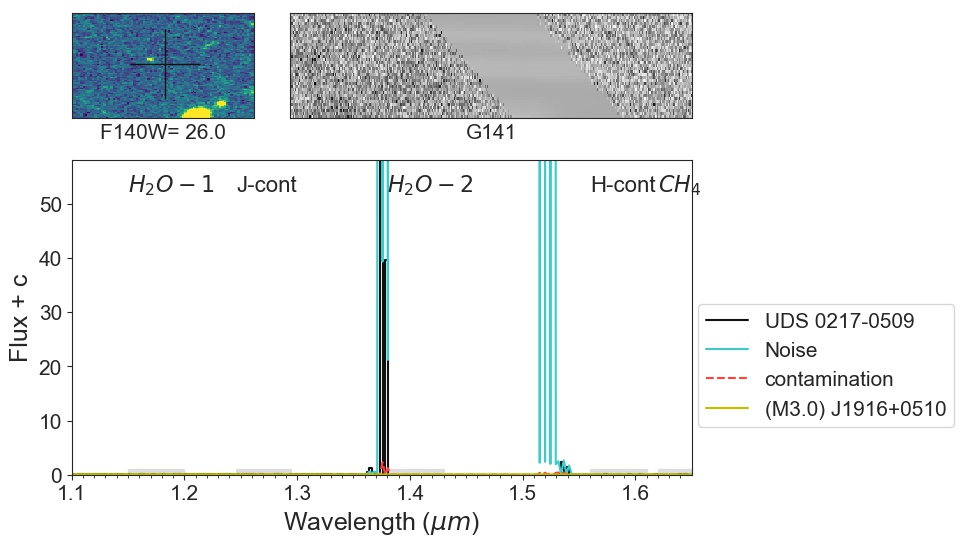 F140W= 26.0
G141
H₂O − 1
J-cont
H₂O − 2
H-cont
CH₄
50
40
30
20
10
0
Flux + c
1.1
1.2
1.3
1.4
1.5
1.6
Wavelength (μm)
UDS 0217-0509
Noise
contamination
(M3.0) J1916+0510